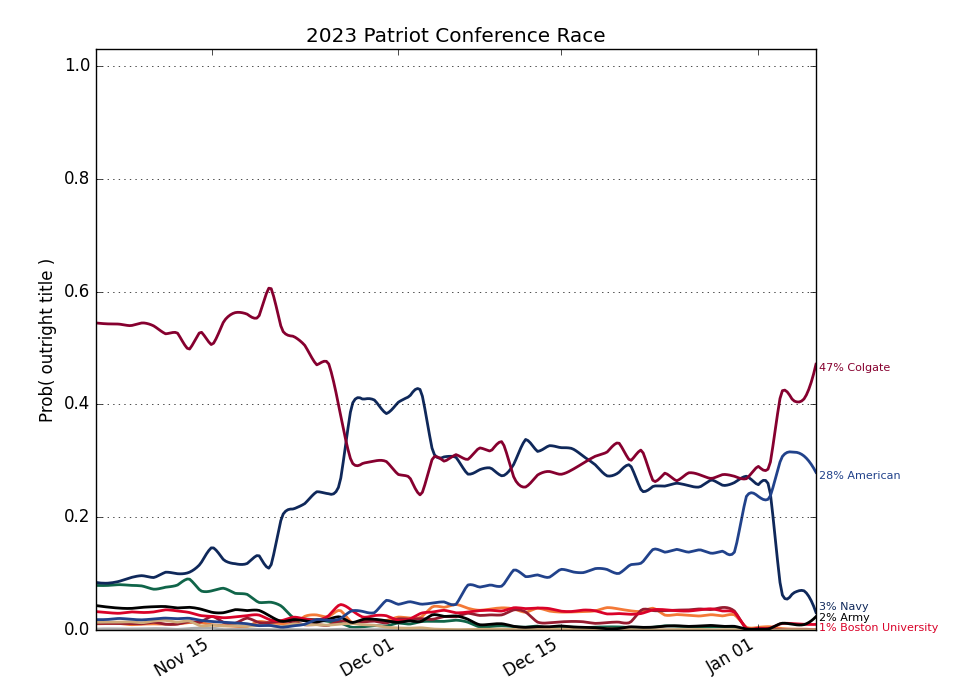 2023 Patriot Conference Race
Prob( outright title )
1.0
0.8
0.6
0.4
0.2
0.0
47% Colgate
28% American
3% Navy
2% Army
1% Boston University
Nov 15
Dec 01
Dec 15
Jan 01